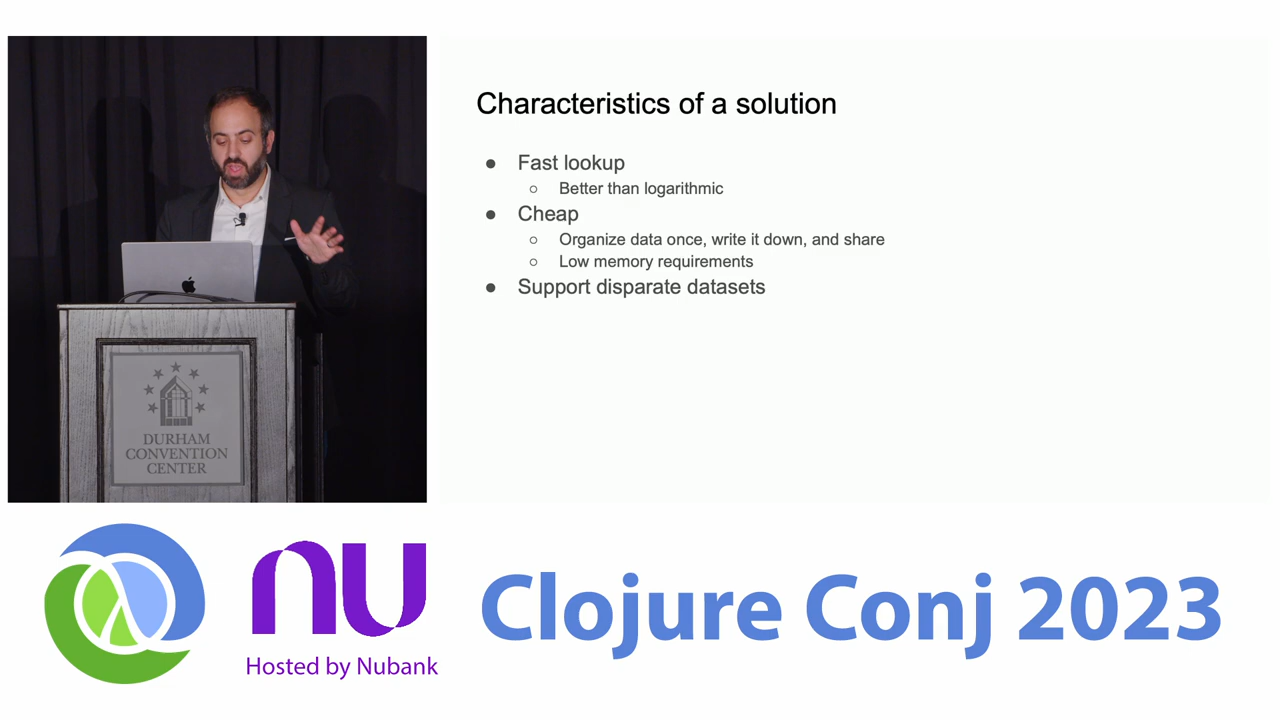 Characteristics of a solution
● Fast lookup
○ Better than logarithmic
● Cheap
○ Organize data once, write it down, and share
○ Low memory requirements
● Support disparate datasets
DURHAM
CONVENTION
CENTER
nu
Hosted by Nubank
Clojure Conj 2023